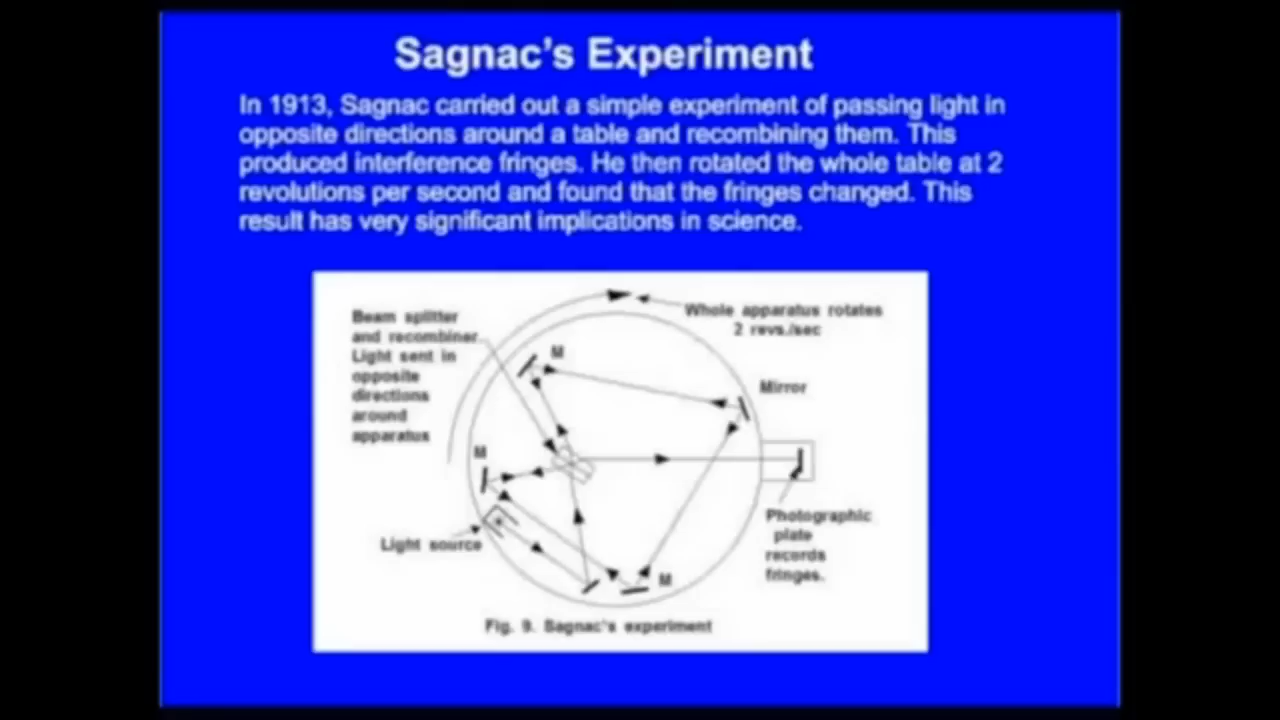 Sagnac's Experiment
In 1913, Sagnac carried out a simple experiment of passing light in
opposite directions around a table and recombining them. This
produced interference fringes. He then rotated the whole table at 2
revolutions per second and found that the fringes changed. This
result has very significant implications in science.
Beam splitter
and recombiner
Light sent in
opposite
directions
around
apparatus
Whole apparatus rotates
2 revs./sec
M
Mirror
M
Light source
Photographic
plate
records
fringes.
M
Fig. 9. Sagnac's experiment